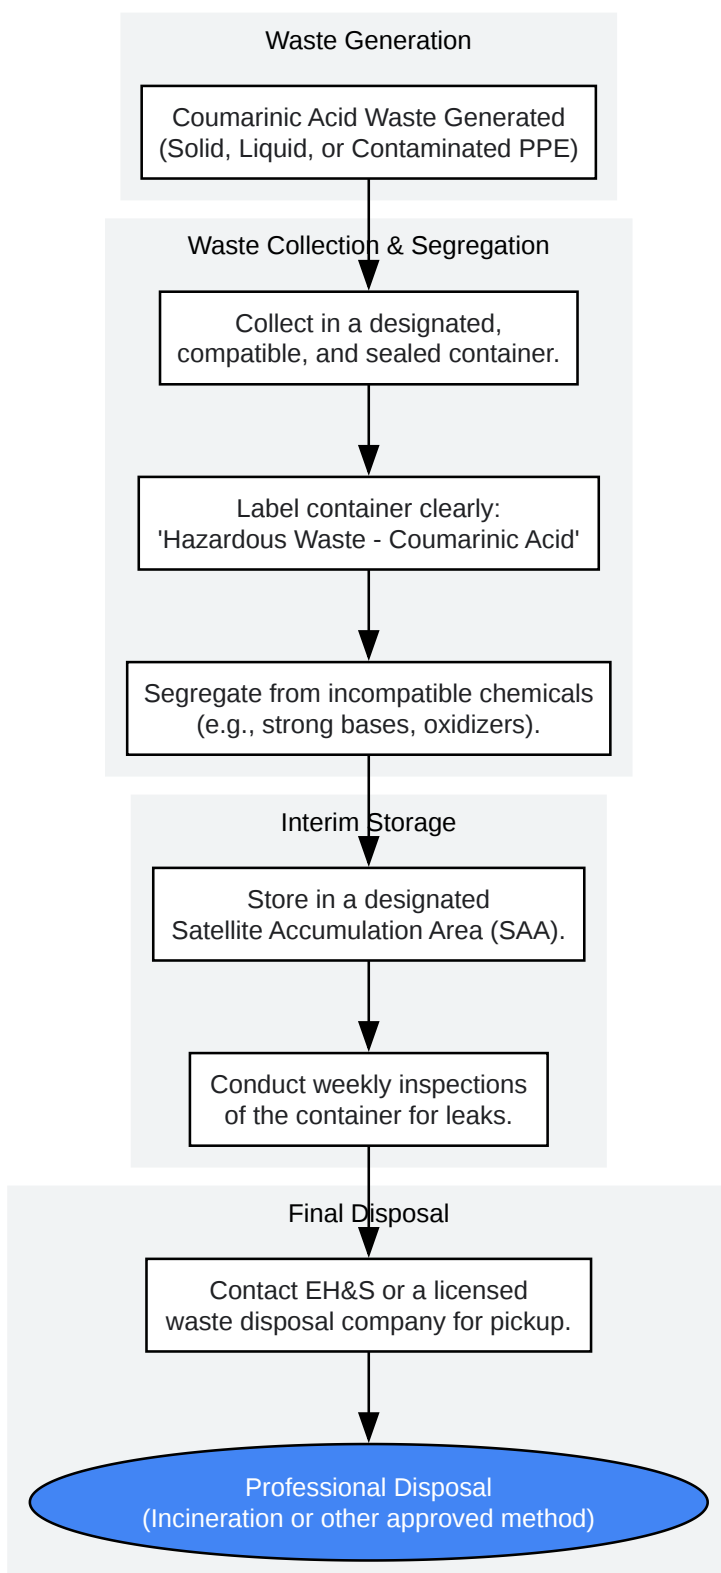 Waste Generation
Coumarinic Acid Waste Generated
(Solid, Liquid, or Contaminated PPE)
Waste Collection & Segregation
Collect in a designated,
compatible, and sealed container.
Label container clearly:
'Hazardous Waste - Coumarinic Acid'
Segregate from incompatible chemicals
(e.g., strong bases, oxidizers).
Interim Storage
Store in a designated
Satellite Accumulation Area (SAA).
Conduct weekly inspections
of the container for leaks.
Final Disposal
Contact EH&S or a licensed
waste disposal company for pickup.
Professional Disposal
(Incineration or other approved method)